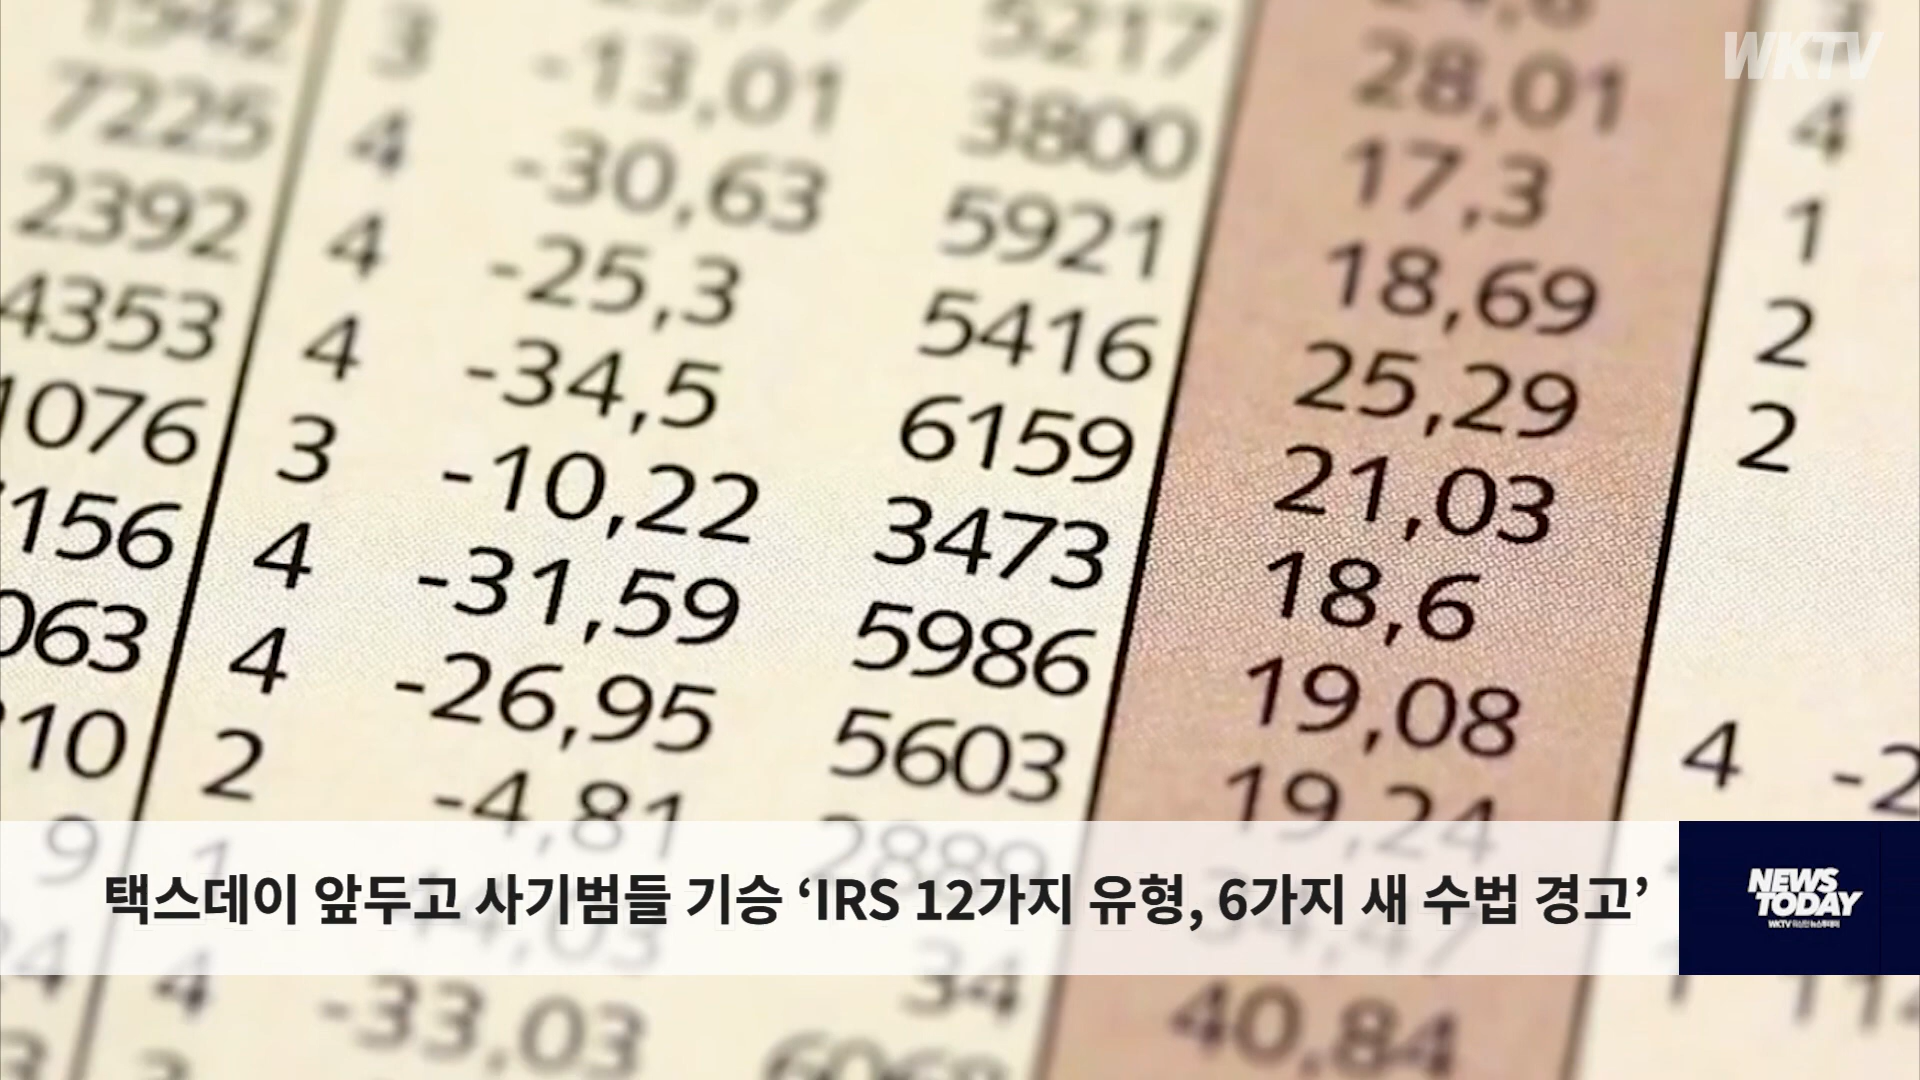 WKTV
5217
3 -13,01 3800 28,01
7225 4 -30,63 5921 17,3 4
2392 4 -25,3 5416 18,69 1
4353 4 -34,5 6159 25,29 2
1076 3 -10,22 3473 21,03 2
156 4 -31,59 5986 18,6
063 4 -26,95 5603 19,08
10 2 -4,81 2889 19,24 4 -2
9 1
택스데이 앞두고 사기범들 기승 ‘IRS 12가지 유형, 6가지 새 수법 경고’
NEWS
TODAY
4 -33,03 40,84